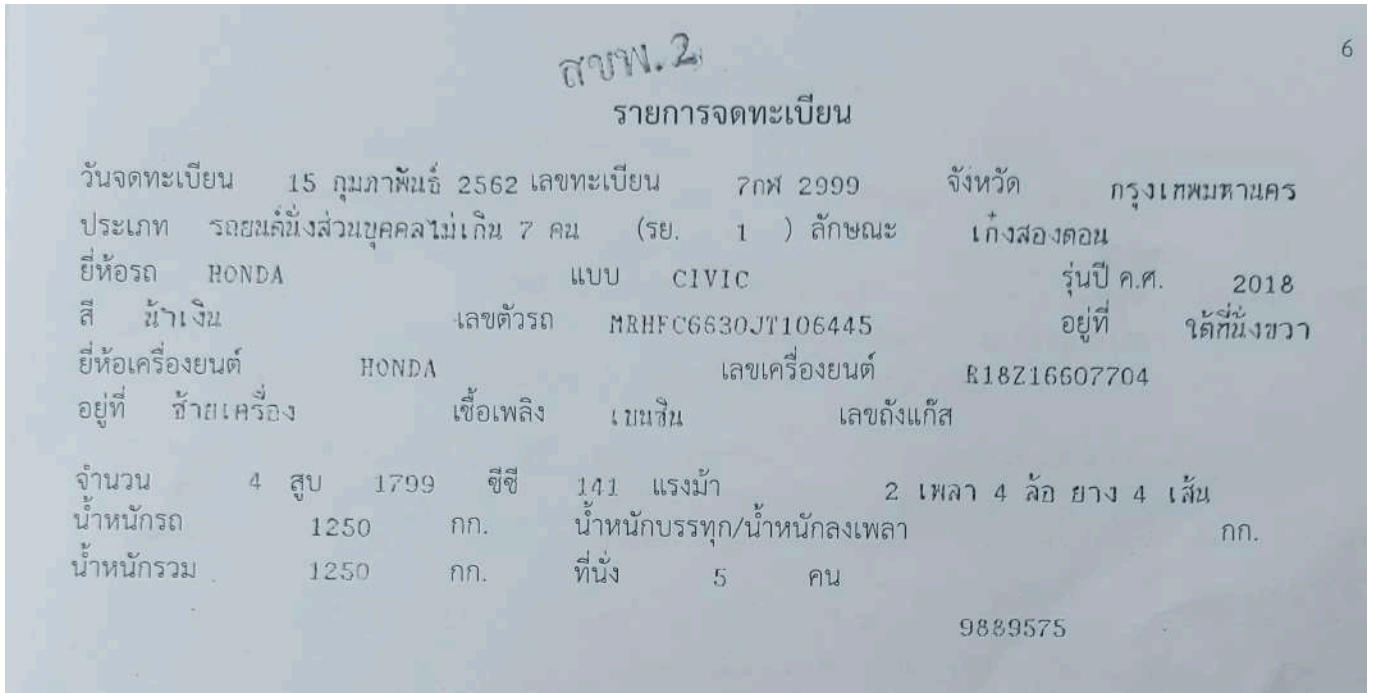 6
สขพ.2
รายการจดทะเบียน
วันจดทะเบียน 15 กุมภาพันธ์ 2562 เลขทะเบียน 7กฬ 2999 จังหวัด กรุงเทพมหานคร
ประเภท รถยนต์นั่งส่วนบุคคลไม่เกิน 7 คน (รย. 1 ) ลักษณะ เก๋งสองตอน
ยี่ห้อรถ HONDA แบบ CIVIC รุ่นปี ค.ศ. 2018
สี น้ำเงิน เลขตัวรถ MRHFC6630JT106445 อยู่ที่ ใต้ที่นั่งขวา
ยี่ห้อเครื่องยนต์ HONDA เลขเครื่องยนต์ R18Z16607704
อยู่ที่ ซ้ายเครื่อง เชื้อเพลิง เบนซิน เลขถังแก๊ส
จำนวน 4 สูบ 1799 ซีซี 141 แรงม้า 2 เพลา 4 ล้อ ยาง 4 เส้น
น้ำหนักรถ 1250 กก. น้ำหนักบรรทุก/น้ำหนักลงเพลา กก.
น้ำหนักรวม 1250 กก. ที่นั่ง 5 คน
9889575